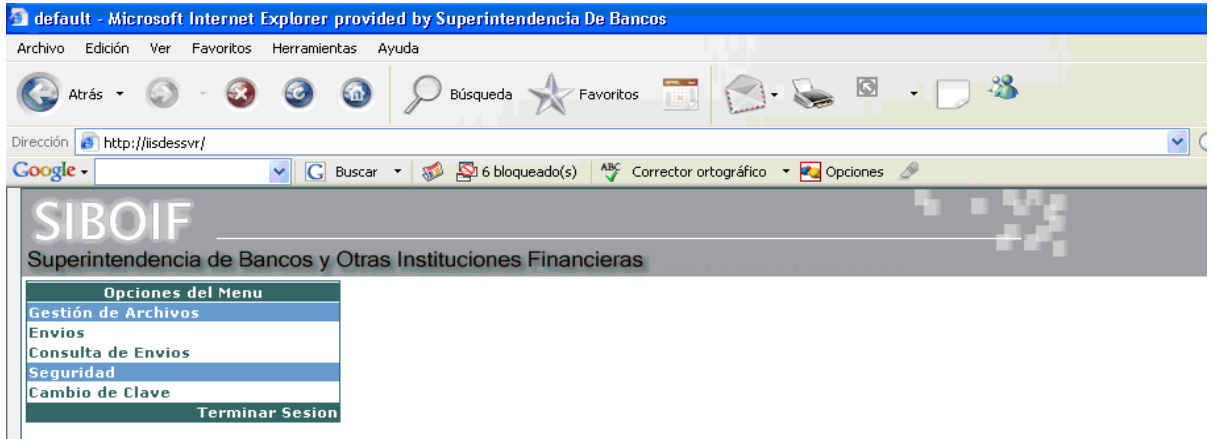 default - Microsoft Internet Explorer provided by Superintendencia De Bancos
Archivo Edición Ver Favoritos Herramientas Ayuda
Atrás Búsqueda Favoritos
Dirección http://iisdessvr/
Google G Buscar 6 bloqueado(s) ABC Corrector ortográfico Opciones
SIBOIF
Superintendencia de Bancos y Otras Instituciones Financieras
Opciones del Menu
Gestión de Archivos
Envios
Consulta de Envios
Seguridad
Cambio de Clave
Terminar Sesion